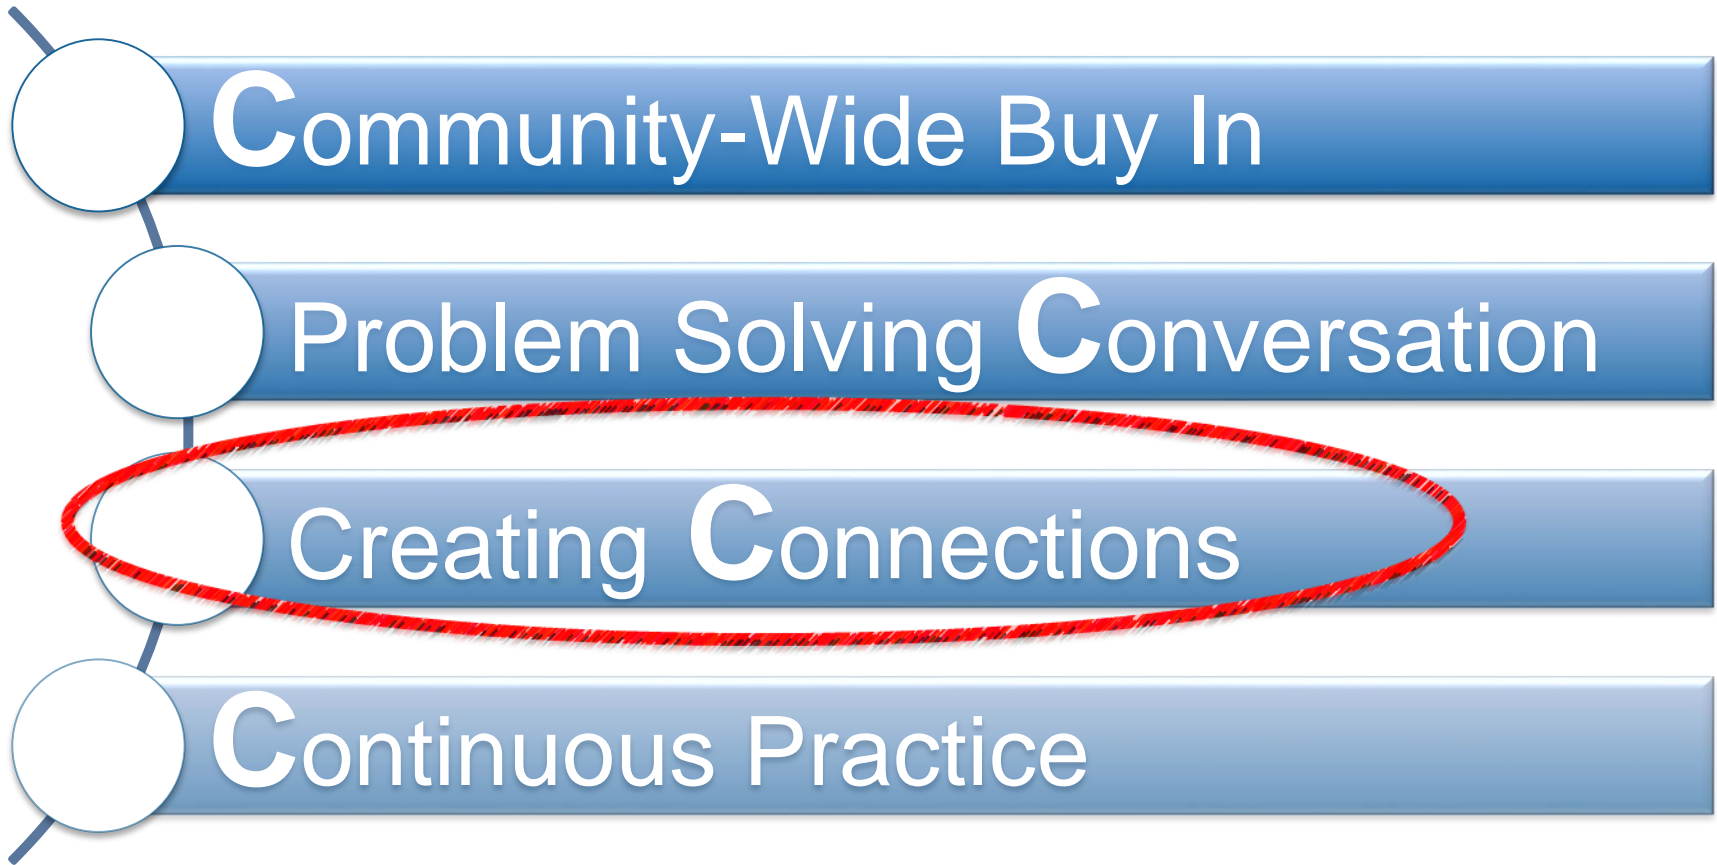 Community-Wide Buy In
Problem Solving Conversation
Creating Connections
Continuous Practice